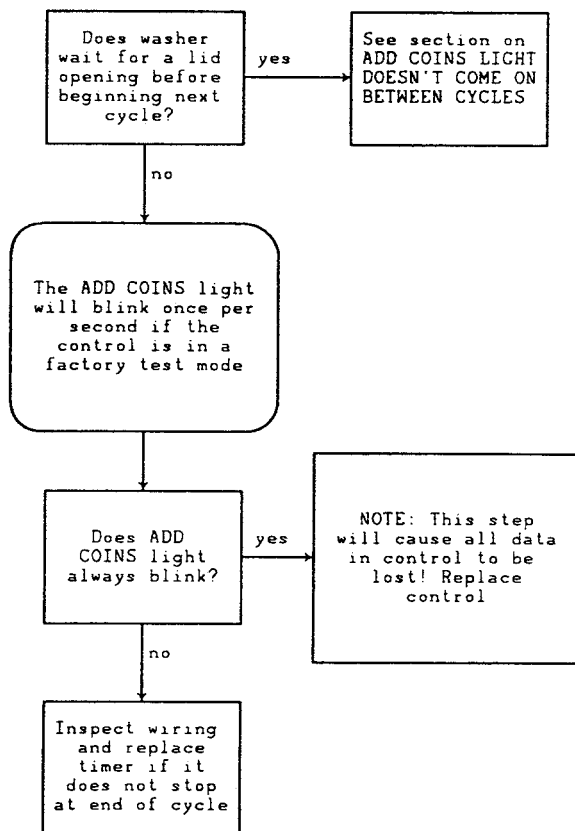 Does washer
wait for a lid
opening before
beginning next
cycle?
yes
See section on
ADD COINS LIGHT
DOESN'T COME ON
BETWEEN CYCLES
no
The ADD COINS light
will blink once per
second if the
control is in a
factory test mode
Does ADD
COINS light
always blink?
yes
NOTE: This step
will cause all data
in control to be
lost! Replace
control
no
Inspect wiring
and replace
timer if it
does not stop
at end of cycle